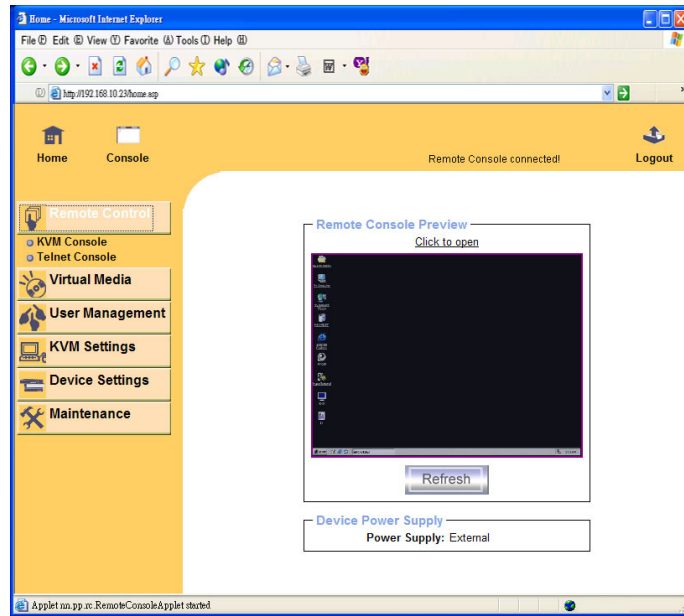 Home - Microsoft Internet Explorer
File(F) Edit (E) View (V) Favorite (A) Tools (T) Help (H)
http://192.168.10.23/home.asp
Home
Console
Remote Console connected!
Logout
Remote Control
KVM Console
Telnet Console
Virtual Media
User Management
KVM Settings
Device Settings
Maintenance
Remote Console Preview
Click to open
Refresh
Device Power Supply
Power Supply: External
Applet nn.pp.rc.RemoteConsoleApplet started